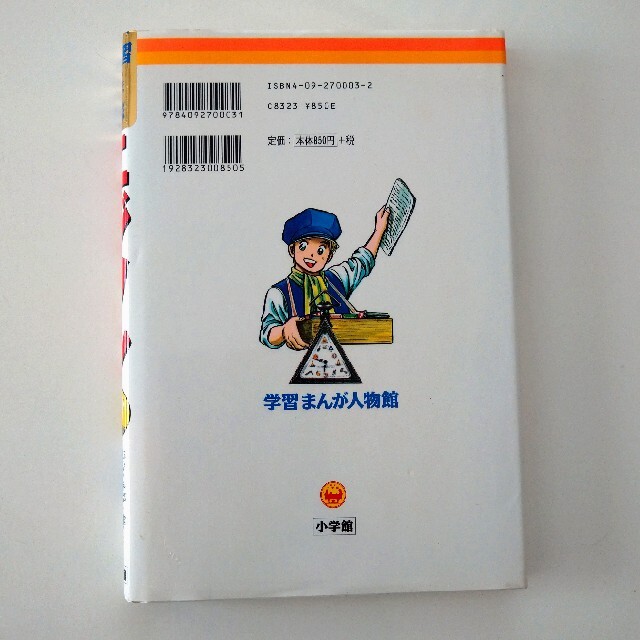 ISBN4-09-270003-2
C8323 ¥850E
9784092700031
定価：本体850円+税
1928323008505
学習まんが人物館
小学館